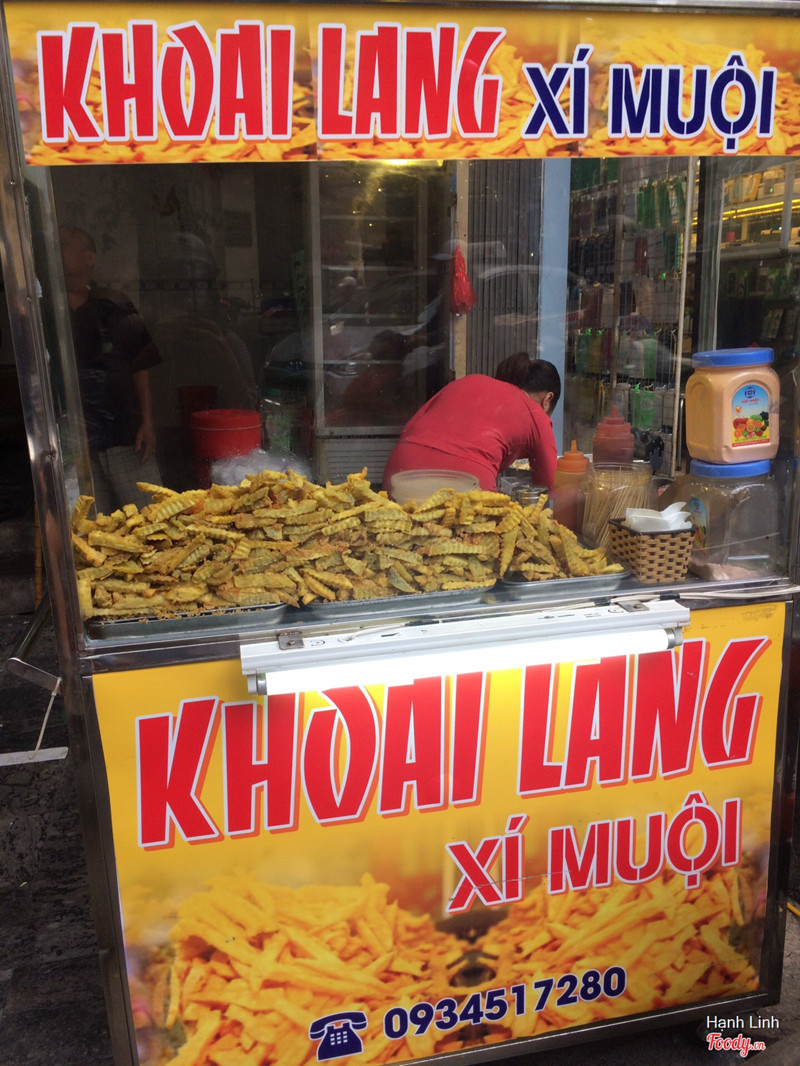 KHOAI LANG XÍ MUỘI
KHOAI LANG
XÍ MUỘI
0934517280
Hanh Linh
Foody.vn